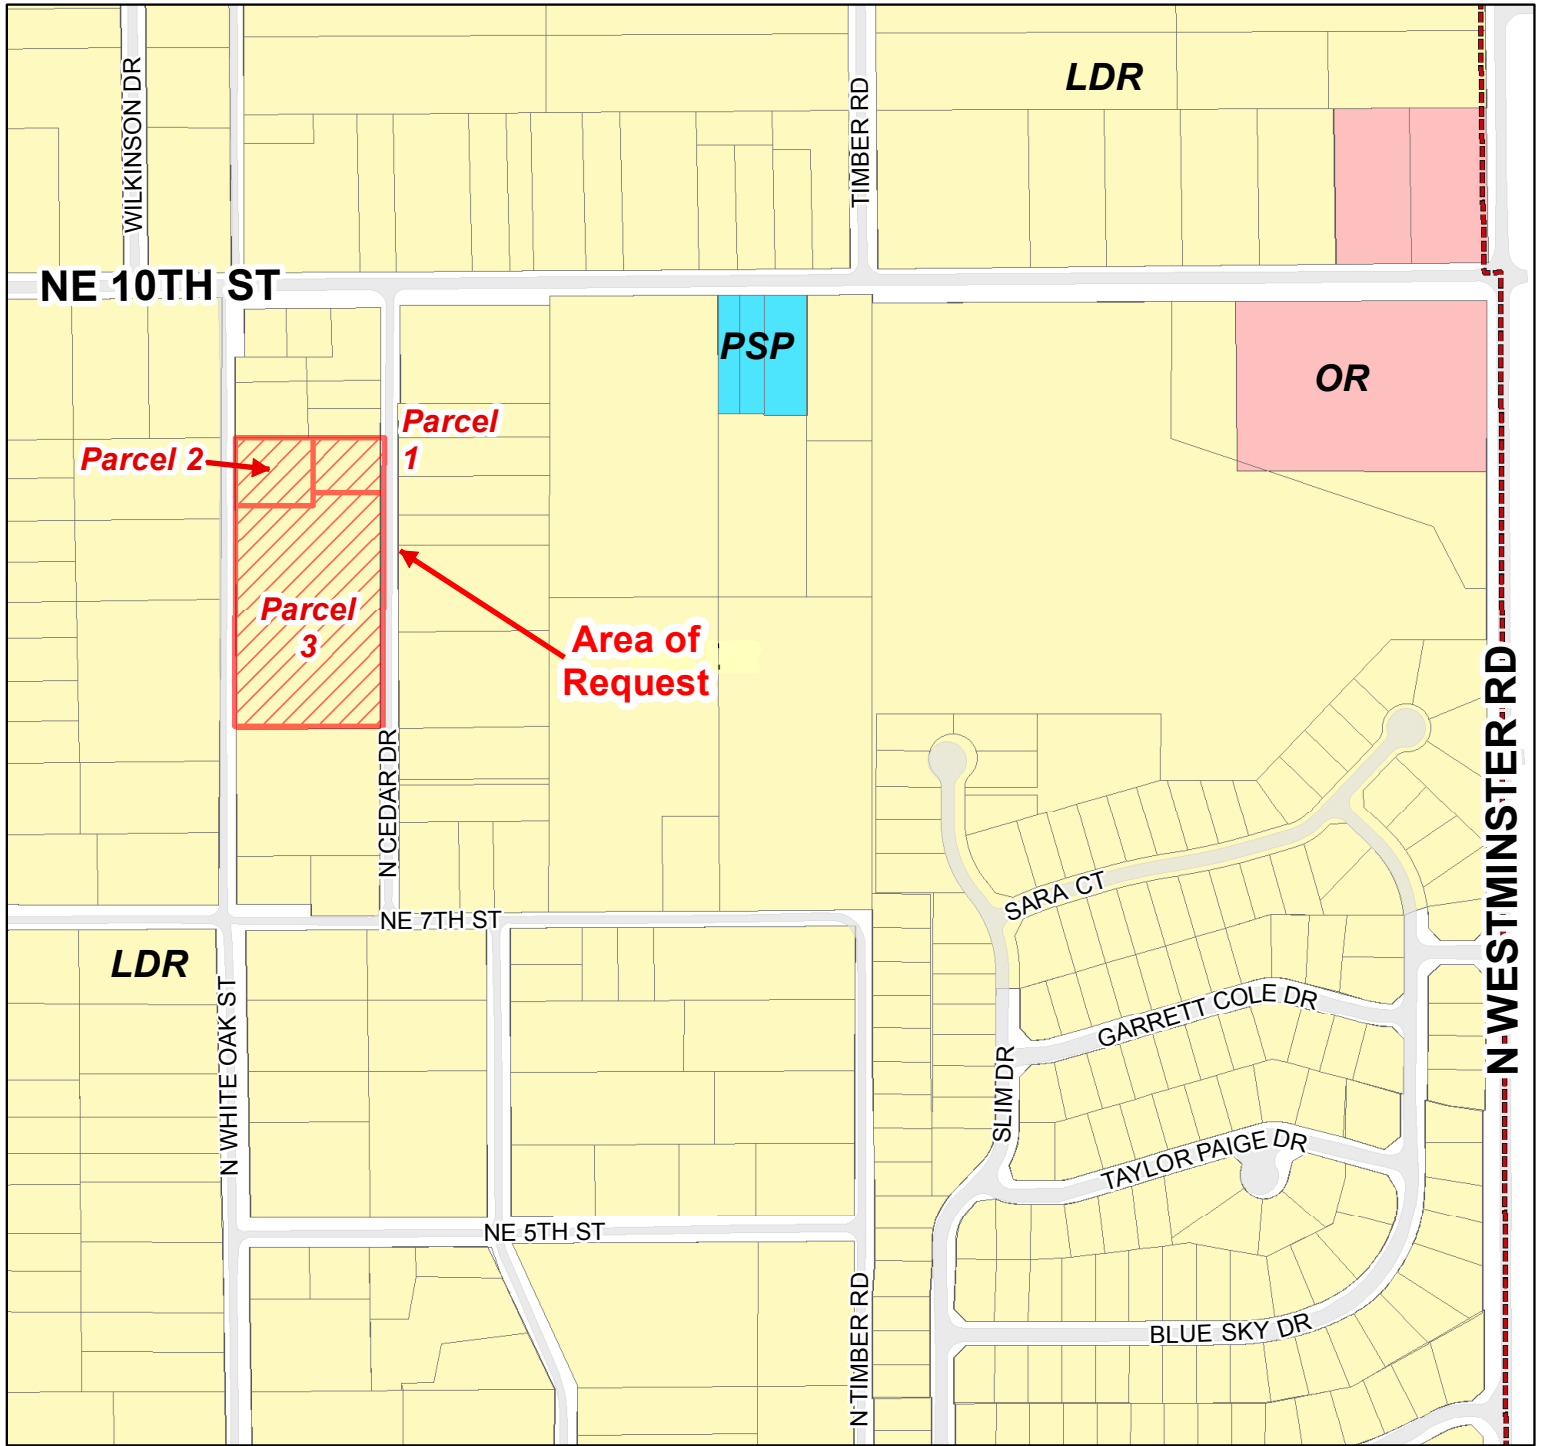 WILKINSON DR
TIMBER RD
LDR
NE 10TH ST
PSP
OR
Parcel
1
Parcel 2
Parcel
3
Area of
Request
N CEDAR DR
N WESTMINSTER RD
SARA CT
NE 7TH ST
LDR
N WHITE OAK ST
GARRETT COLE DR
SLIM DR
TAYLOR PAIGE DR
NE 5TH ST
N TIMBER RD
BLUE SKY DR